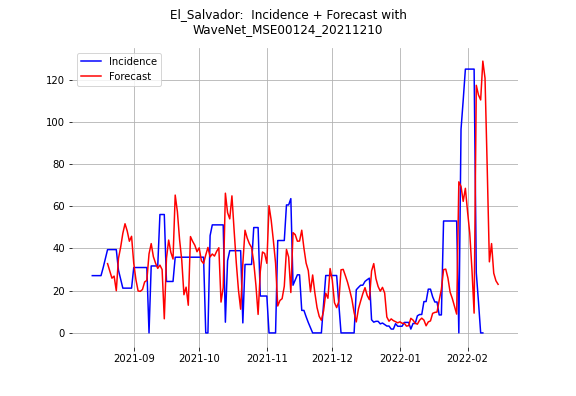 El_Salvador:  Incidence + Forecast with
WaveNet_MSE00124_20211210
Incidence
Forecast
120
100
80
60
40
20
0
2021-09 2021-10 2021-11 2021-12 2022-01 2022-02